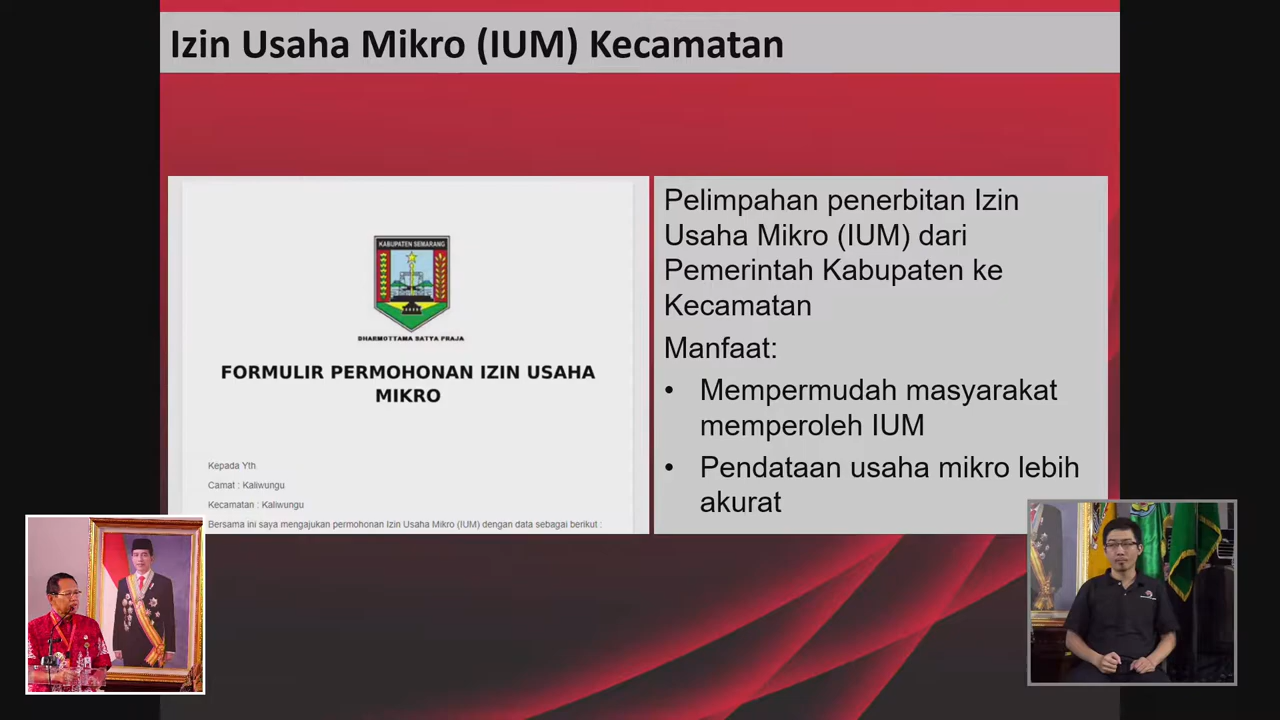 Izin Usaha Mikro (IUM) Kecamatan
KABUPATEN SEMARANG
DHARMOTTAMA SATYA PRAJA
FORMULIR PERMOHONAN IZIN USAHA
MIKRO
Kepada Yth
Camat : Kaliwungu
Kecamatan : Kaliwungu
Bersama ini saya mengajukan permohonan Izin Usaha Mikro (IUM) dengan data sebagai berikut :
Pelimpahan penerbitan Izin
Usaha Mikro (IUM) dari
Pemerintah Kabupaten ke
Kecamatan
Manfaat:
• Mempermudah masyarakat
memperoleh IUM
• Pendataan usaha mikro lebih
akurat